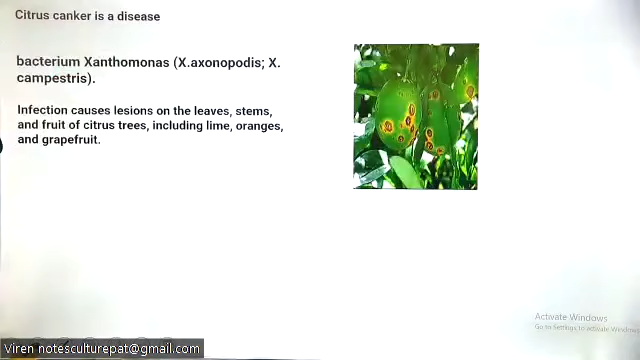 Citrus canker is a disease
bacterium Xanthomonas (X.axonopodis; X.
campestris).
Infection causes lesions on the leaves, stems,
and fruit of citrus trees, including lime, oranges,
and grapefruit.
Activate Windows
Go to Settings to activate Windows
Viren notesculturepat@gmail.com